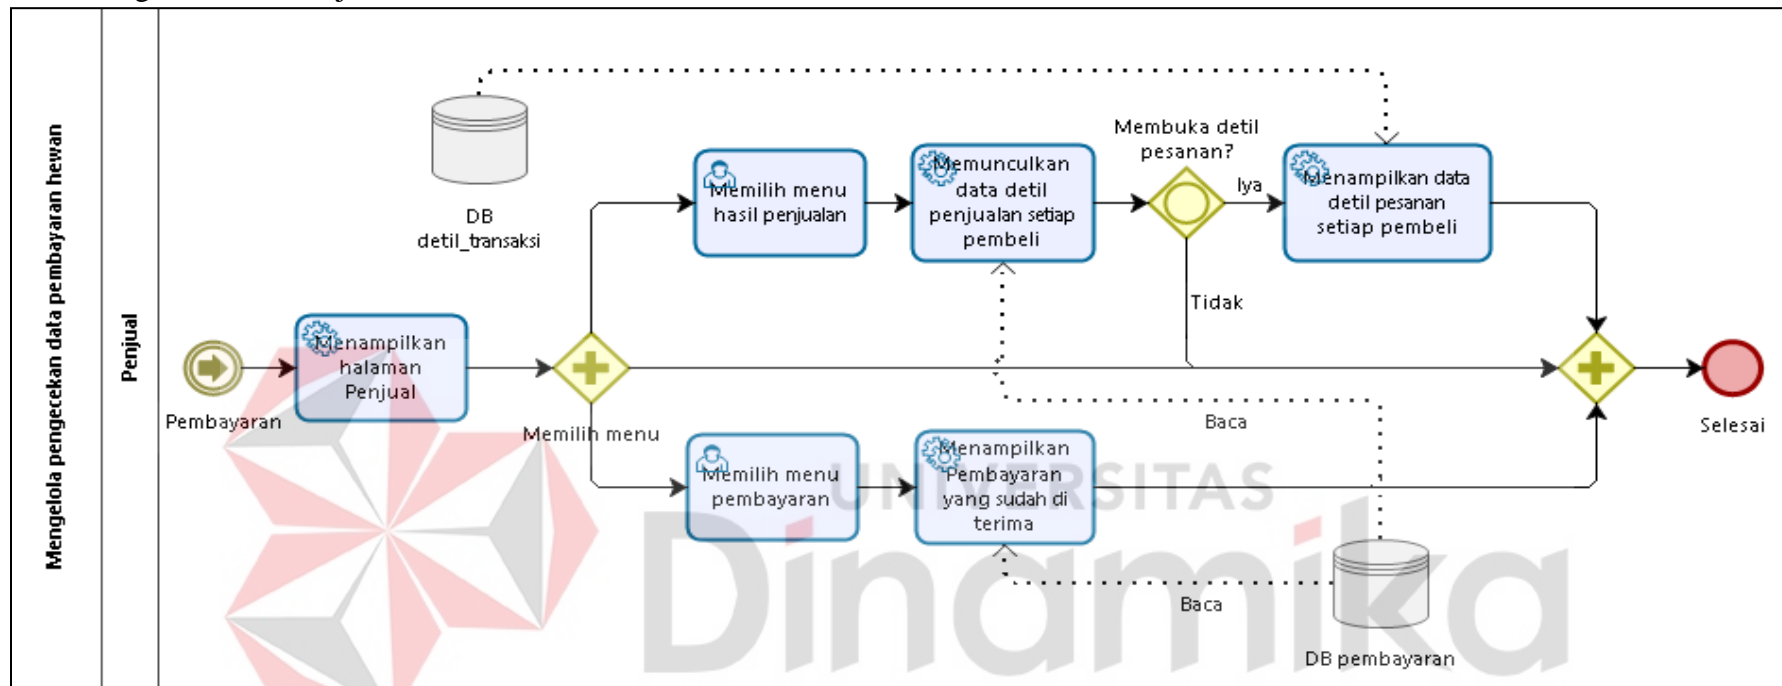 Mengelola pengecekan data pembayaran hewan
Penjual
Pembayaran
Menampilkan
halaman
Penjual
Memilih menu
DB
detil_transaksi
Memilih menu
hasil penjualan
Memunculkan
data detil
penjualan setiap
pembeli
Membuka detil
pesanan?
Iya
Tidak
Menampilkan data
detil pesanan
setiap pembeli
Memilih menu
pembayaran
Menampilkan
Pembayaran
yang sudah di
terima
Baca
Baca
DB pembayaran
Selesai
UNIVERSITAS
Dinamika